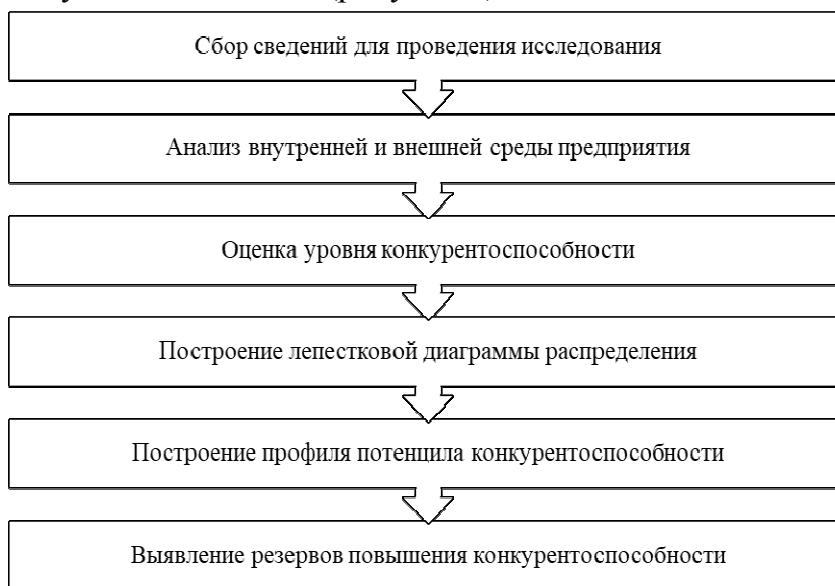 Сбор сведений для проведения исследования
Анализ внутренней и внешней среды предприятия
Оценка уровня конкурентоспособности
Построение лепестковой диаграммы распределения
Построение профиля потенцила конкурентоспособности
Выявление резервов повышения конкурентоспособности